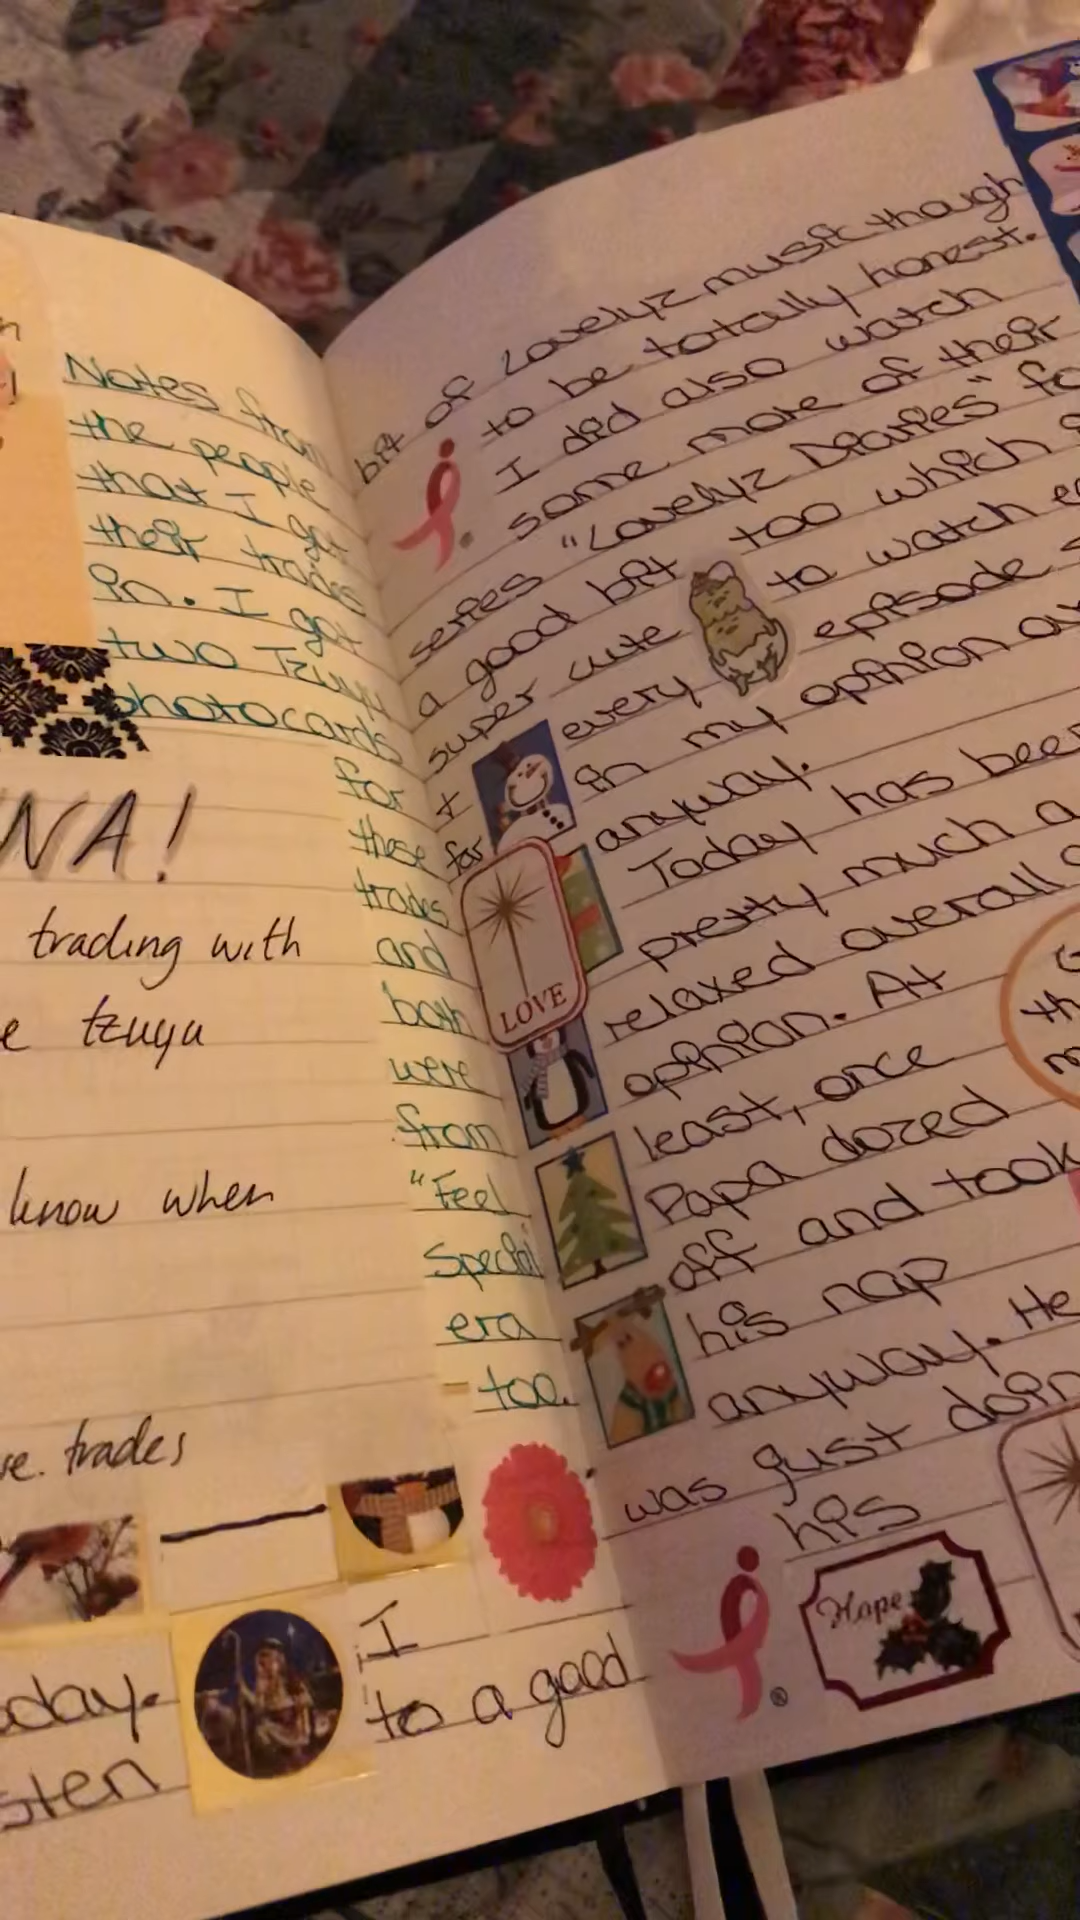 Notes from
the people
that I got
their trades
in. I got
two Tzuyu
photocards
for
these
trades
and
both
were
from
"Feel
Special
era
too.
NA!
trading with
tzuyu
know when
trades
I
to a good
bit of Lovelyz music though
to be totally honest.
I did also watch
some more of their
series "Lovelyz Diaries"
a good bit too which
super cute to watch
+ every episode
for in my opinion
anyway.
Today has been
pretty much a
relaxed overall
opinion. At
least, once
Papa dozed
off and took
his nap
anyway. He
was just doin
his
LOVE
Hope
®
®